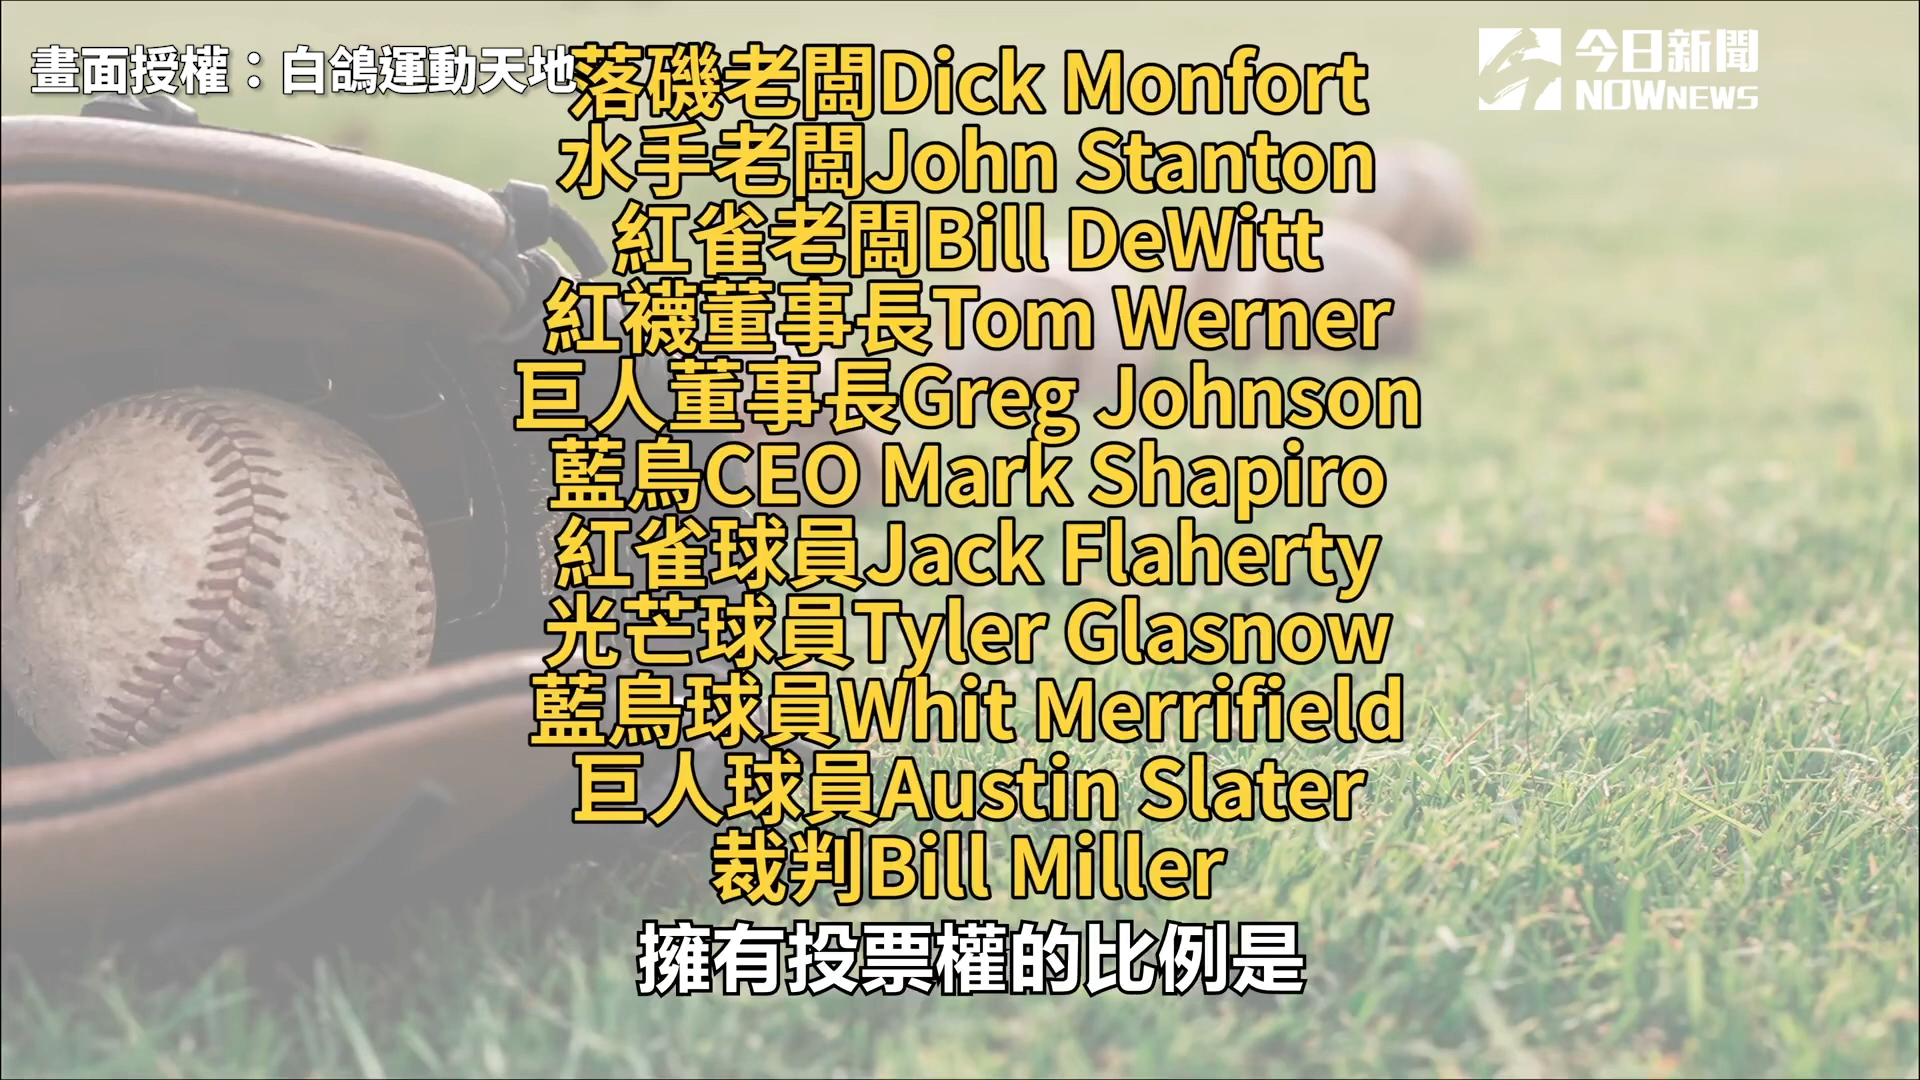 畫面授權：白鴿運動天地
今日新聞
NOWNEWS
落磯老闆Dick Monfort
水手老闆John Stanton
紅雀老闆Bill DeWitt
紅襪董事長Tom Werner
巨人董事長Greg Johnson
藍鳥CEO Mark Shapiro
紅雀球員Jack Flaherty
光芒球員Tyler Glasnow
藍鳥球員Whit Merrifield
巨人球員Austin Slater
裁判Bill Miller
擁有投票權的比例是